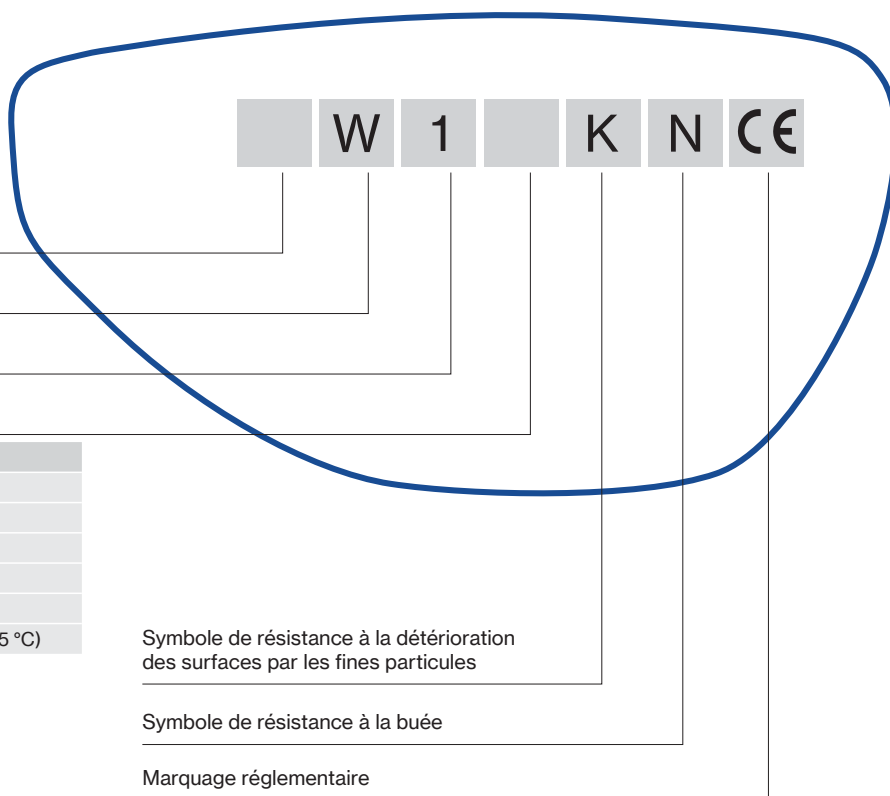 W 1 K N CE
5 °C)
Symbole de résistance à la détérioration
des surfaces par les fines particules
Symbole de résistance à la buée
Marquage réglementaire